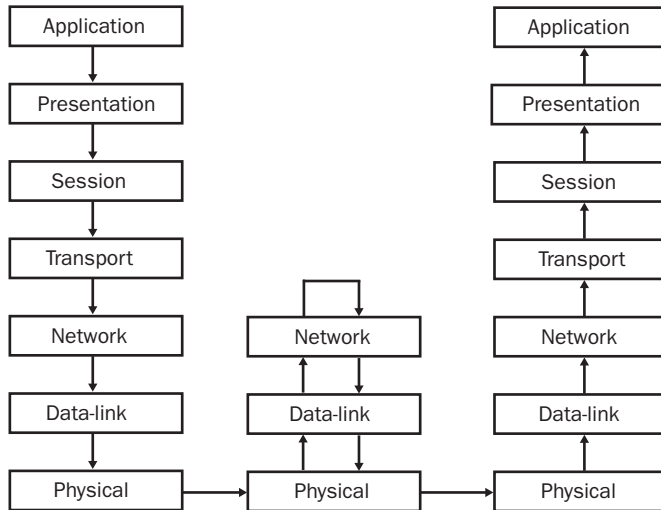 Application
Presentation
Session
Transport
Network
Data-link
Physical
Network
Data-link
Physical
Application
Presentation
Session
Transport
Network
Data-link
Physical